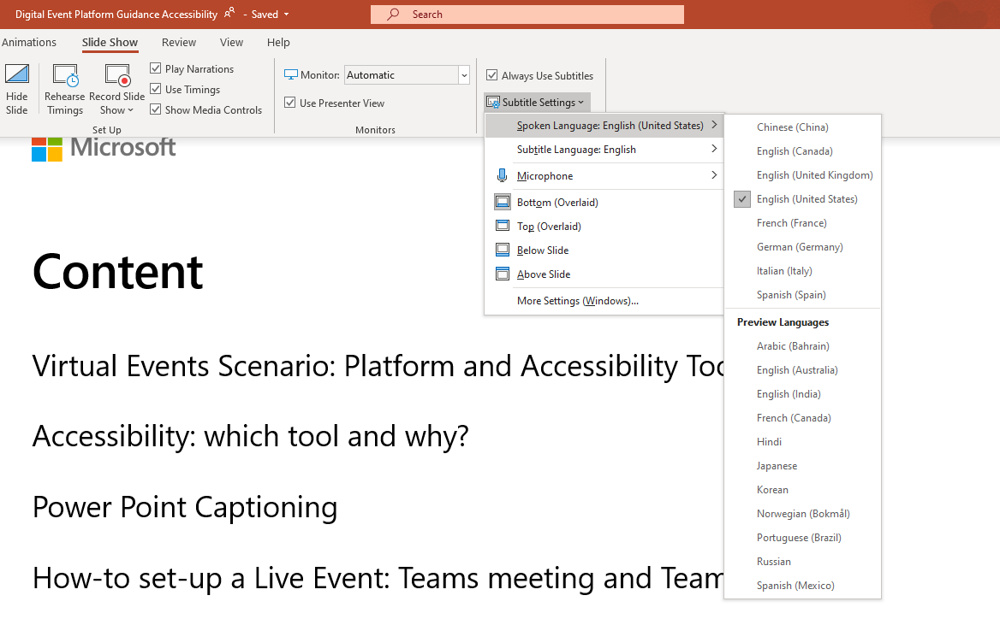 Digital Event Platform Guidance Accessibility - Saved
Search
Animations Slide Show Review View Help
Hide Slide
Rehearse Timings
Record Slide Show
Play Narrations
Use Timings
Show Media Controls
Set Up
Monitor: Automatic
Use Presenter View
Monitors
Always Use Subtitles
Subtitle Settings
Spoken Language: English (United States)
Subtitle Language: English
Microphone
Bottom (Overlaid)
Top (Overlaid)
Below Slide
Above Slide
More Settings (Windows)...
Chinese (China)
English (Canada)
English (United Kingdom)
English (United States)
French (France)
German (Germany)
Italian (Italy)
Spanish (Spain)
Preview Languages
Arabic (Bahrain)
English (Australia)
English (India)
French (Canada)
Hindi
Japanese
Korean
Norwegian (Bokmål)
Portuguese (Brazil)
Russian
Spanish (Mexico)
Microsoft
Content
Virtual Events Scenario: Platform and Accessibility
Accessibility: which tool and why?
Power Point Captioning
How-to set-up a Live Event: Teams meeting and